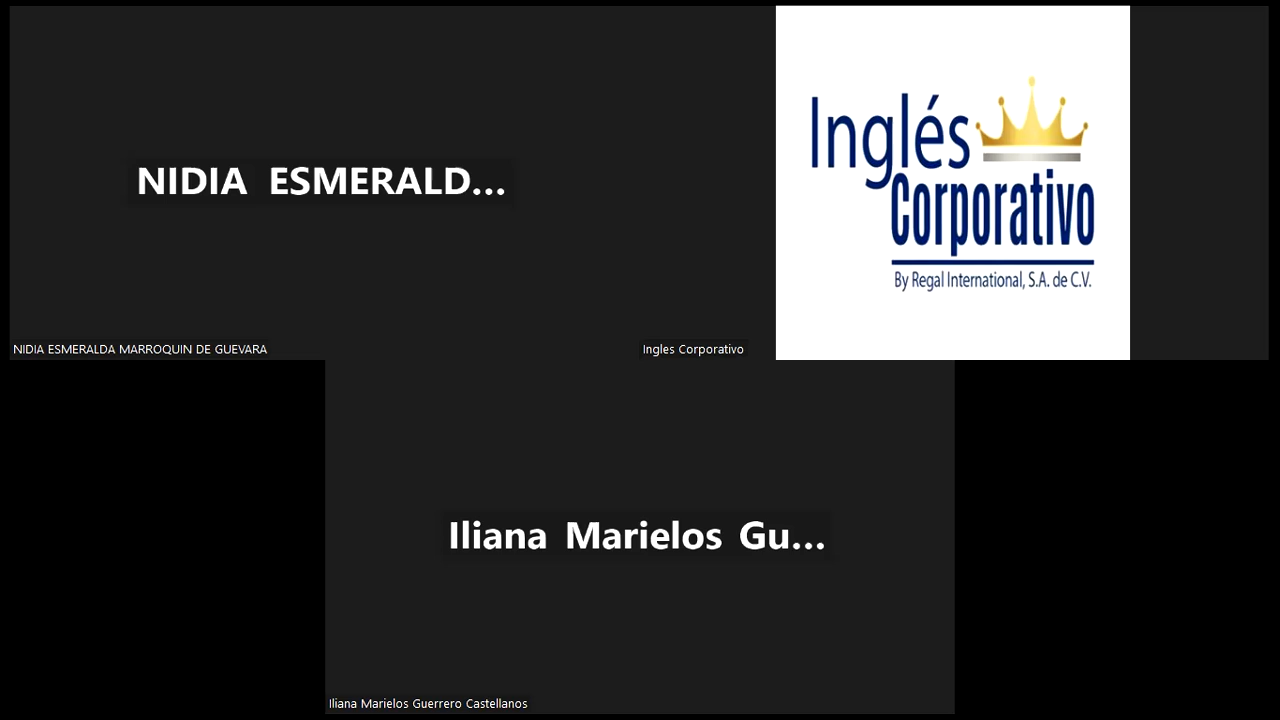 NIDIA ESMERALD...
NIDIA ESMERALDA MARROQUIN DE GUEVARA
Inglés
Corporativo
By Regal International, S.A. de C.V.
Ingles Corporativo
Iliana Marielos Gu...
Iliana Marielos Guerrero Castellanos